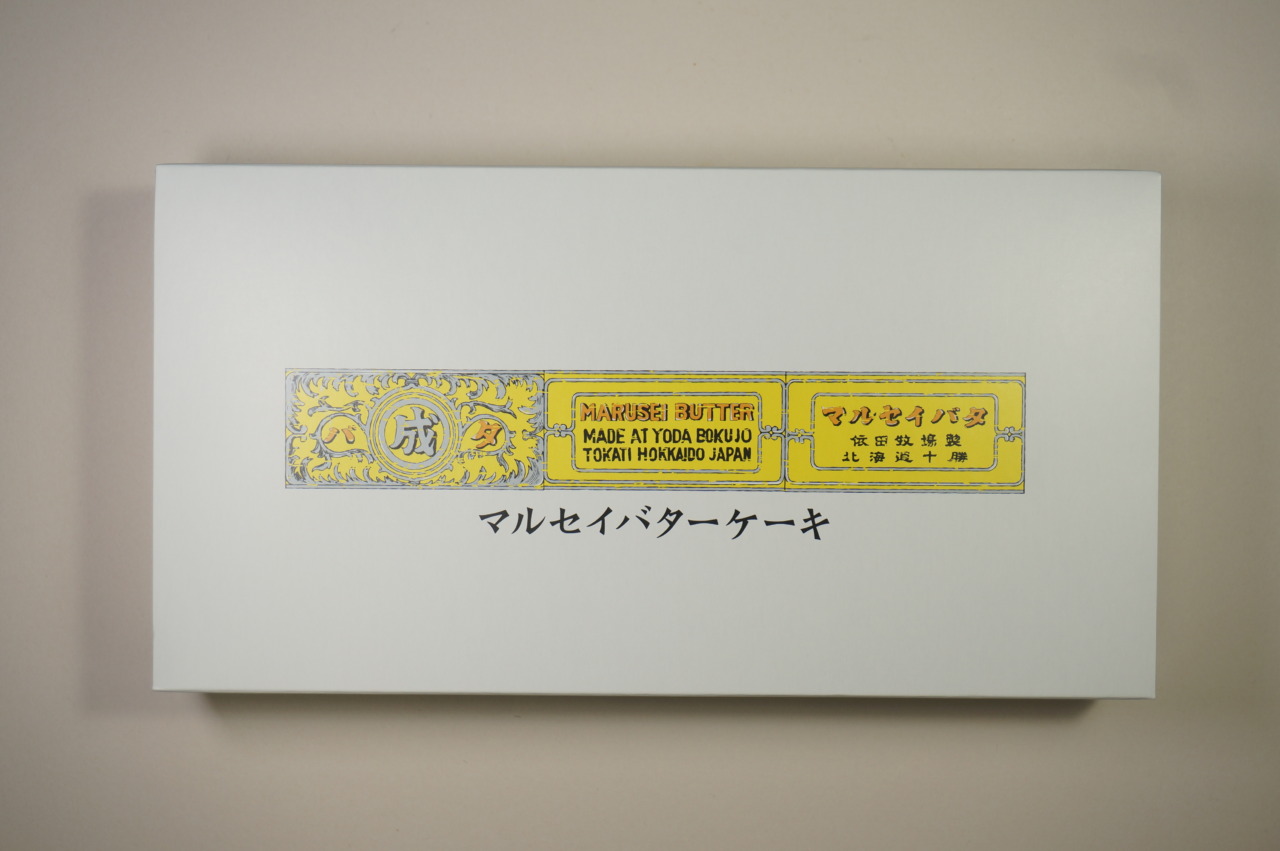 バ 成 タ
MARUSEI BUTTER
MADE AT YODA BOKUJO
TOKATI HOKKAIDO JAPAN
マルセイバタ
依田牧場製
北海道十勝
マルセイバターケーキ